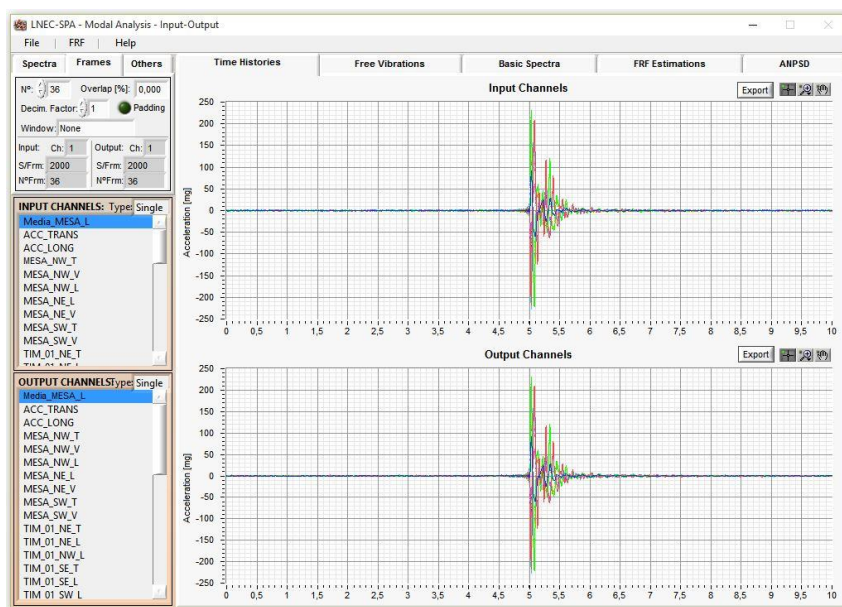 LNEC-SPA - Modal Analysis - Input-Output
File | FRF | Help
Spectra Frames Others
Time Histories Free Vibrations Basic Spectra FRF Estimations ANPSD
Nº: 36 Overlap [%]: 0,000
Decim. Factor: 1 Padding
Window: None
Input: Ch: 1 Output: Ch: 1
S/Frm: 2000 S/Frm: 2000
NºFrm: 36 NºFrm: 36
INPUT CHANNELS: Type: Single
Media_MESA_L
ACC_TRANS
ACC_LONG
MESA_NW_T
MESA_NW_V
MESA_NW_L
MESA_NE_L
MESA_NE_V
MESA_SW_T
MESA_SW_V
TIM_01_NE_T
TIM_01_NE_L
OUTPUT CHANNELS Type: Single
Media_MESA_L
ACC_TRANS
ACC_LONG
MESA_NW_T
MESA_NW_V
MESA_NW_L
MESA_NE_L
MESA_NE_V
MESA_SW_T
MESA_SW_V
TIM_01_NE_T
TIM_01_NE_L
TIM_01_NW_L
TIM_01_SE_T
TIM_01_SE_L
TIM_01_SW_L
Input Channels
Export
Acceleration [mg]
250
200
150
100
50
0
-50
-100
-150
-200
-250
0 0,5 1 1,5 2 2,5 3 3,5 4 4,5 5 5,5 6 6,5 7 7,5 8 8,5 9 9,5 10
Output Channels
Export
Acceleration [mg]
250
200
150
100
50
0
-50
-100
-150
-200
-250
0 0,5 1 1,5 2 2,5 3 3,5 4 4,5 5 5,5 6 6,5 7 7,5 8 8,5 9 9,5 10